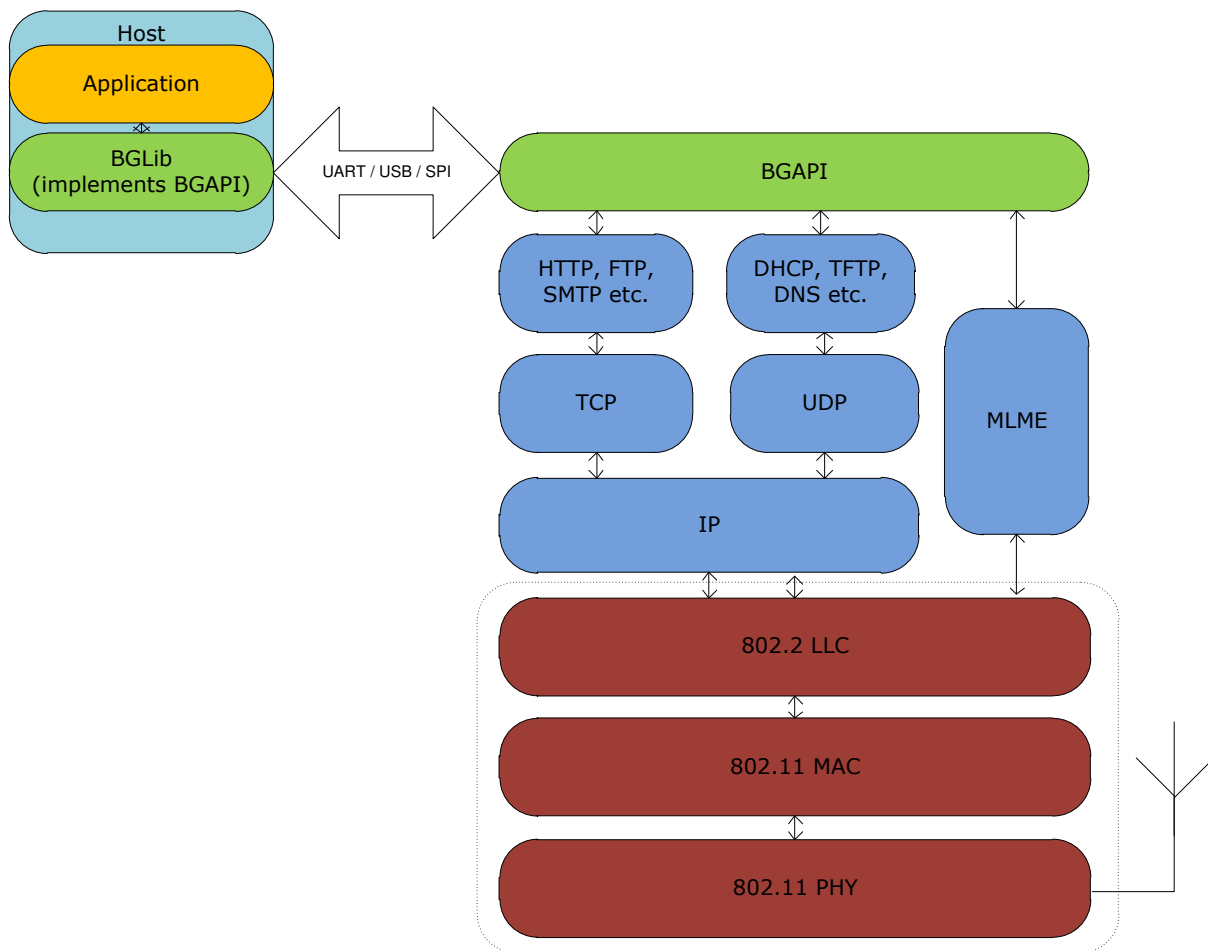 Host
Application
BGLib
(implements BGAPI)
UART / USB / SPI
BGAPI
HTTP, FTP,
SMTP etc.
DHCP, TFTP,
DNS etc.
TCP
UDP
MLME
IP
802.2 LLC
802.11 MAC
802.11 PHY